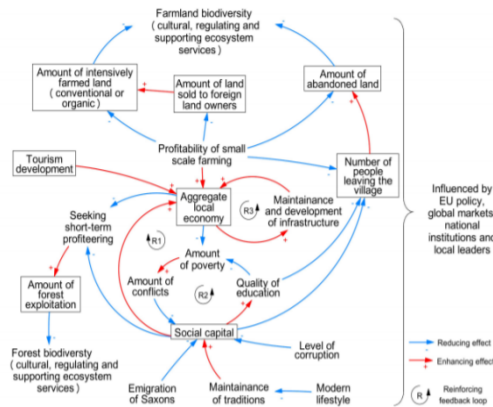 Farmland biodiversity
(cultural, regulating and
supporting ecosystem
services)
Amount of intensively
farmed land
(conventional or
organic)
Amount of land
sold to foreign
land owners
Amount of
abandoned land
Profitability of small
scale farming
Tourism
development
Number of
people
leaving the
village
Aggregate
local
economy
Maintainance
and development
of infrastructure
Seeking
short-term
profiteering
R1
R3
Amount
of poverty
Amount of
conflicts
R2
Quality of
education
Amount
of forest
exploitation
Social capital
Forest biodiversity
(cultural, regulating and
supporting ecosystem
services)
Level of
corruption
Emigration
of Saxons
Maintainance
of traditions
Modern
lifestyle
Influenced by
EU policy,
global markets
national
institutions and
local leaders
Reducing effect
Enhancing effect
R
Reinforcing
feedback loop